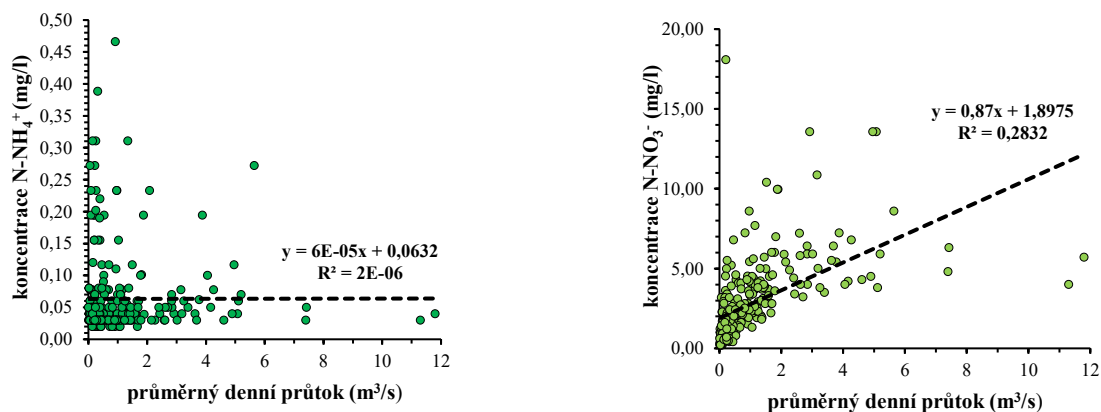 koncentrace N-NH₄⁺ (mg/l)
0,50
0,45
0,40
0,35
0,30
0,25
0,20
0,15
0,10
0,05
0,00
y = 6E-05x + 0,0632
R² = 2E-06
0 2 4 6 8 10 12
průměrný denní průtok (m³/s)
koncentrace N-NO₃⁻ (mg/l)
20,00
15,00
10,00
5,00
0,00
y = 0,87x + 1,8975
R² = 0,2832
0 2 4 6 8 10 12
průměrný denní průtok (m³/s)